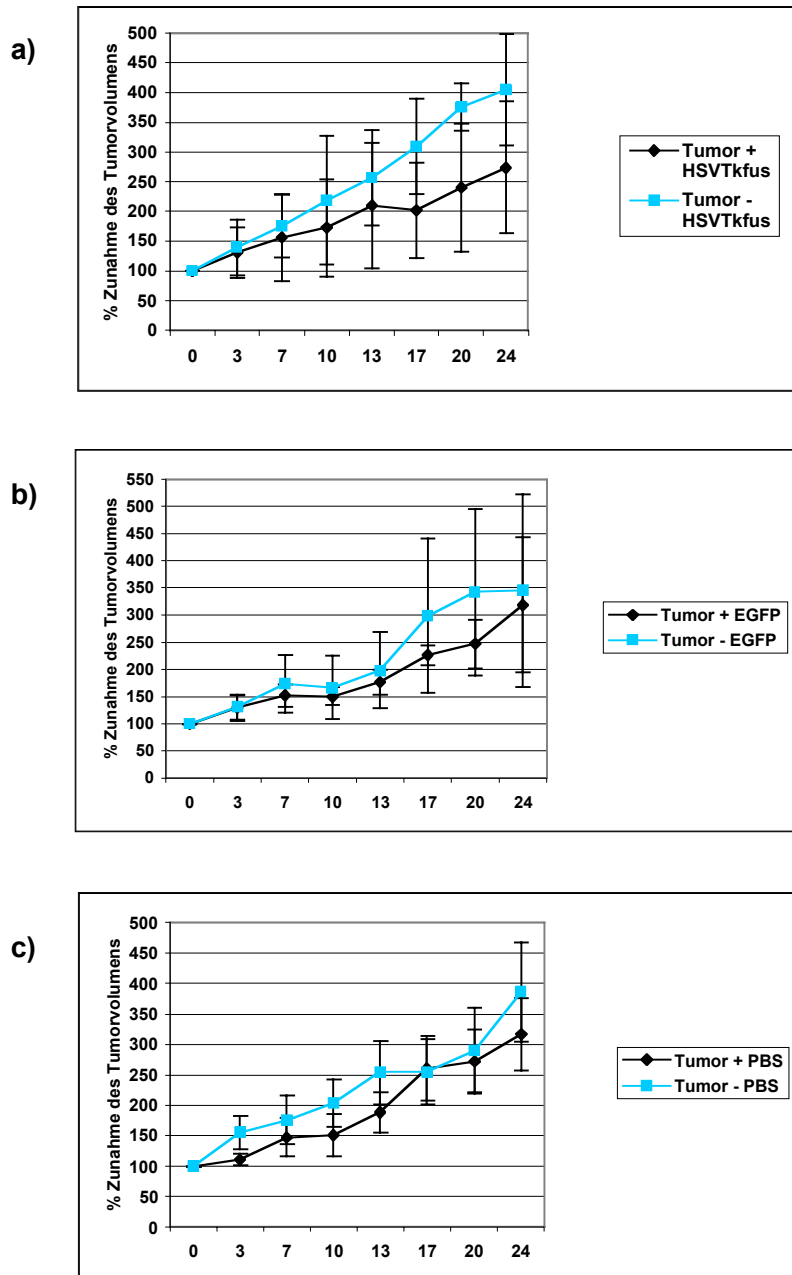 a)
% Zunahme des Tumorvolumens
500
450
400
350
300
250
200
150
100
50
0
0 3 7 10 13 17 20 24
Tumor +
HSVTkfus
Tumor -
HSVTkfus
b)
% Zunahme des Tumorvolumens
550
500
450
400
350
300
250
200
150
100
50
0
0 3 7 10 13 17 20 24
Tumor + EGFP
Tumor - EGFP
c)
% Zunahme des Tumorvolumens
500
450
400
350
300
250
200
150
100
50
0
0 3 7 10 13 17 20 24
Tumor + PBS
Tumor - PBS